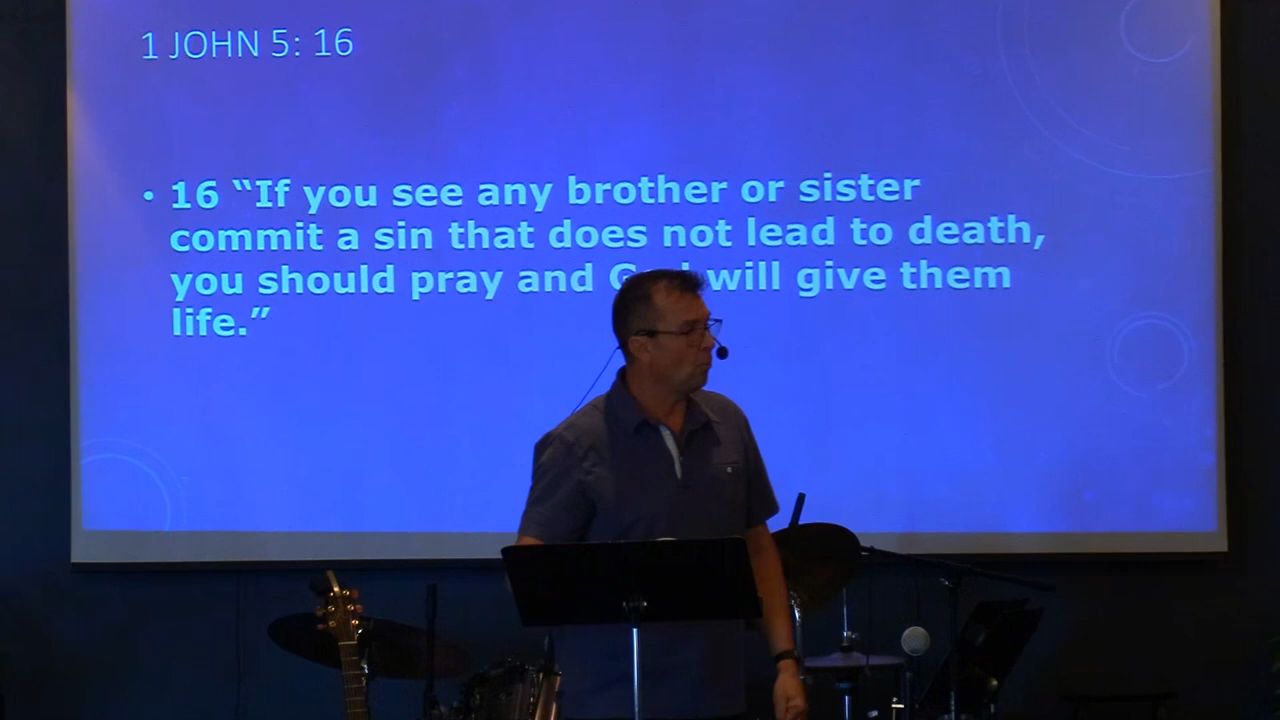 1 JOHN 5: 16
• 16 “If you see any brother or sister
commit a sin that does not lead to death,
you should pray and God will give them
life.”